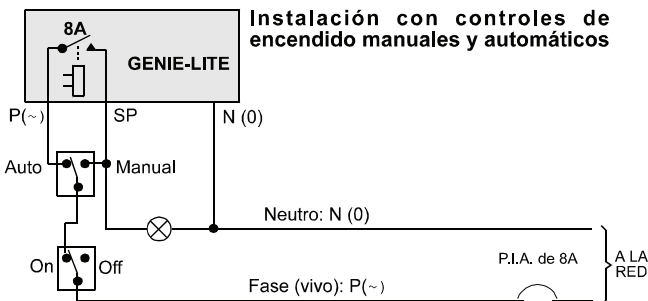 Instalación con controles de
encendido manuales y automáticos
8A
GENIE-LITE
P(~)
SP
N (0)
Auto
Manual
Neutro: N (0)
On
Off
P.I.A. de 8A
A LA
RED
Fase (vivo): P(~)